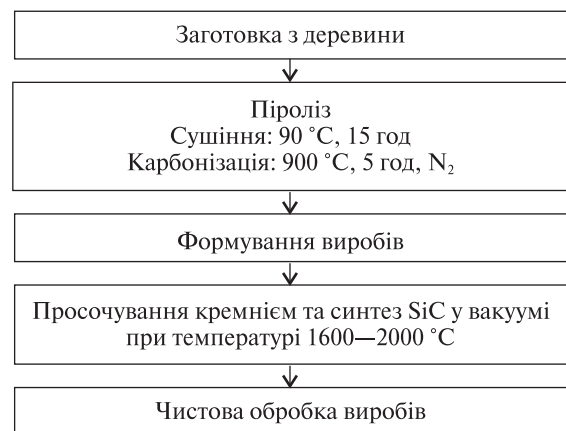 Заготовка з деревини
Піроліз
Сушіння: 90 °C, 15 год
Карбонізація: 900 °C, 5 год, N₂
Формування виробів
Просочування кремнієм та синтез SiC у вакуумі
при температурі 1600—2000 °C
Чистова обробка виробів